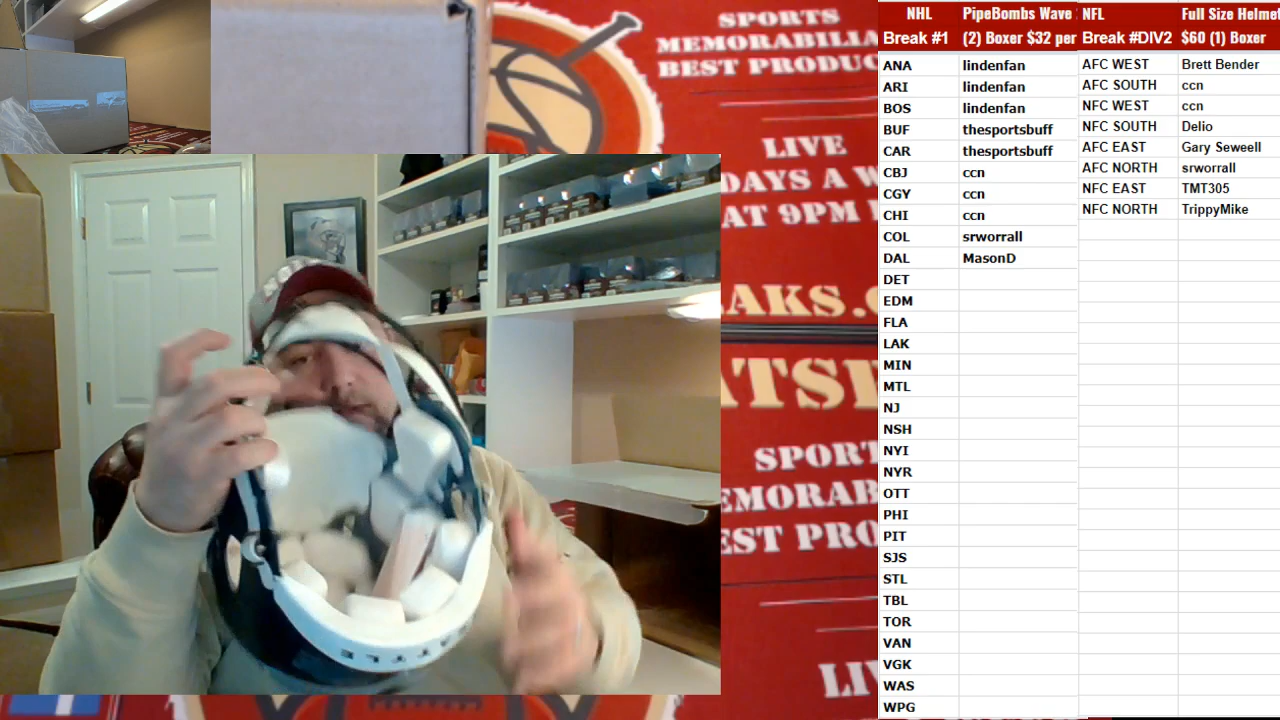 SPORTS
MEMORABILIA
BEST PRODUC
LIVE
DAYS A W
AT 9PM
AKS.
ATSI
SPORT
EMORAB
EST PRO
LIV
NHL PipeBombs Wave
Break #1 (2) Boxer $32 per
ANA lindenfan
ARI lindenfan
BOS lindenfan
BUF thesportsbuff
CAR thesportsbuff
CBJ ccn
CGY ccn
CHI ccn
COL srworrall
DAL MasonD
DET
EDM
FLA
LAK
MIN
MTL
NJ
NSH
NYI
NYR
OTT
PHI
PIT
SJS
STL
TBL
TOR
VAN
VGK
WAS
WPG
NFL Full Size Helmet
Break #DIV2 $60 (1) Boxer
AFC WEST Brett Bender
AFC SOUTH ccn
NFC WEST ccn
NFC SOUTH Delio
AFC EAST Gary Seweell
AFC NORTH srworrall
NFC EAST TMT305
NFC NORTH TrippyMike